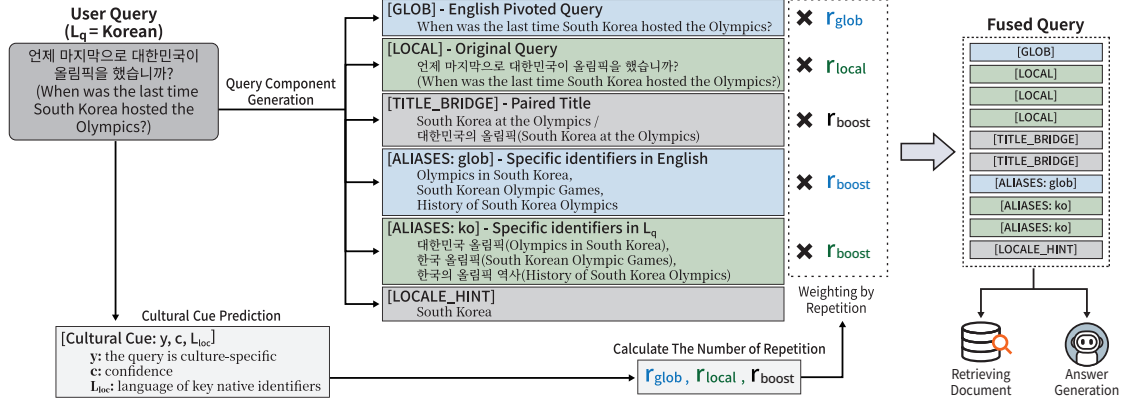 User Query
(Lq = Korean)
언제 마지막으로 대한민국이
올림픽을 했습니까?
(When was the last time
South Korea hosted the
Olympics?)
Query Component
Generation
[GLOB] - English Pivoted Query
When was the last time South Korea hosted the Olympics?
[LOCAL] - Original Query
언제 마지막으로 대한민국이 올림픽을 했습니까?
(When was the last time South Korea hosted the Olympics?)
[TITLE_BRIDGE] - Paired Title
South Korea at the Olympics /
대한민국의 올림픽(South Korea at the Olympics)
[ALIASES: glob] - Specific identifiers in English
Olympics in South Korea,
South Korean Olympic Games,
History of South Korea Olympics
[ALIASES: ko] - Specific identifiers in Lq
대한민국 올림픽(Olympics in South Korea),
한국 올림픽(South Korean Olympic Games),
한국의 올림픽 역사(History of South Korea Olympics)
[LOCALE_HINT]
South Korea
× rglob
× rlocal
× rboost
× rboost
× rboost
Weighting by
Repetition
Cultural Cue Prediction
[Cultural Cue: y, c, Lloc]
y: the query is culture-specific
c: confidence
Lloc: language of key native identifiers
Calculate The Number of Repetition
rglob , rlocal , rboost
Fused Query
[GLOB]
[LOCAL]
[LOCAL]
[LOCAL]
[TITLE_BRIDGE]
[TITLE_BRIDGE]
[ALIASES: glob]
[ALIASES: ko]
[ALIASES: ko]
[LOCALE_HINT]
Retrieving
Document
Answer
Generation